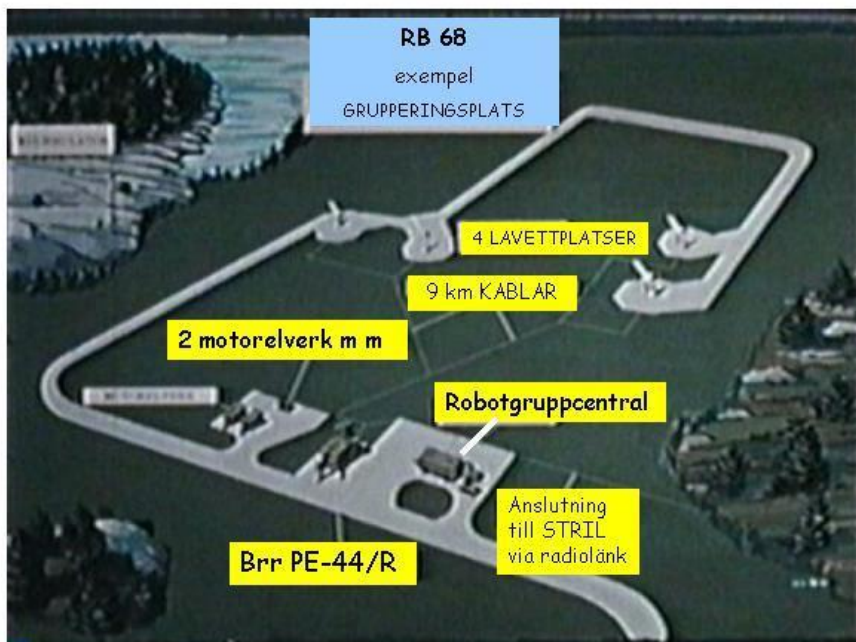 RB 68
exempel
GRUPPERINGSPLATS
4 LAVETTPLATSER
9 km KABLAR
2 motorelverk m m
Robotgruppcentral
Anslutning
till STRIL
via radiolänk
Brr PE-44/R